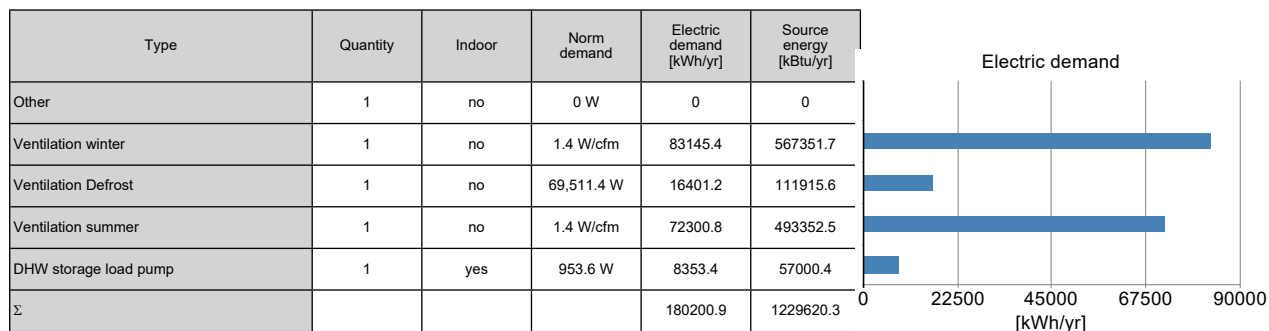 Type Quantity Indoor Norm demand Electric demand [kWh/yr] Source energy [kBtu/yr]
Other 1 no 0 W 0 0
Ventilation winter 1 no 1.4 W/cfm 83145.4 567351.7
Ventilation Defrost 1 no 69,511.4 W 16401.2 111915.6
Ventilation summer 1 no 1.4 W/cfm 72300.8 493352.5
DHW storage load pump 1 yes 953.6 W 8353.4 57000.4
Σ 180200.9 1229620.3
Electric demand
0 22500 45000 67500 90000
[kWh/yr]